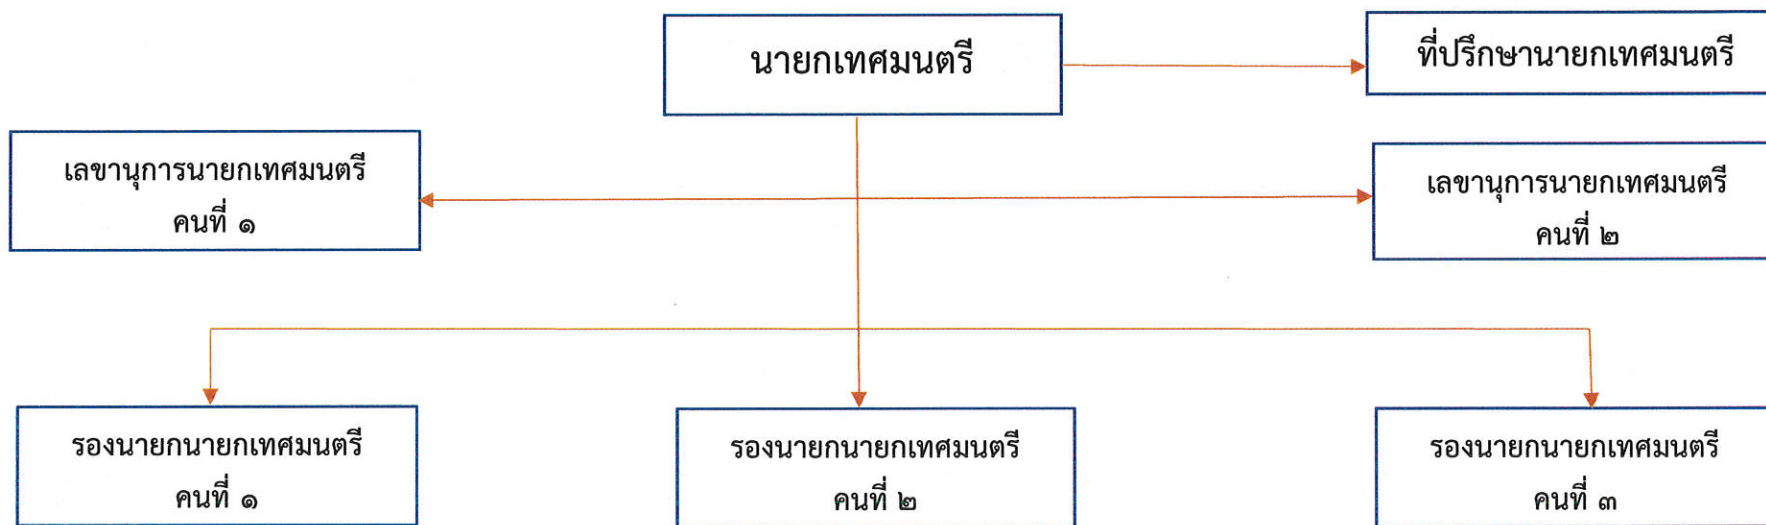 นายกเทศมนตรี
ที่ปรึกษานายกเทศมนตรี
เลขานุการนายกเทศมนตรี
คนที่ ๑
เลขานุการนายกเทศมนตรี
คนที่ ๒
รองนายกนายกเทศมนตรี
คนที่ ๑
รองนายกนายกเทศมนตรี
คนที่ ๒
รองนายกนายกเทศมนตรี
คนที่ ๓